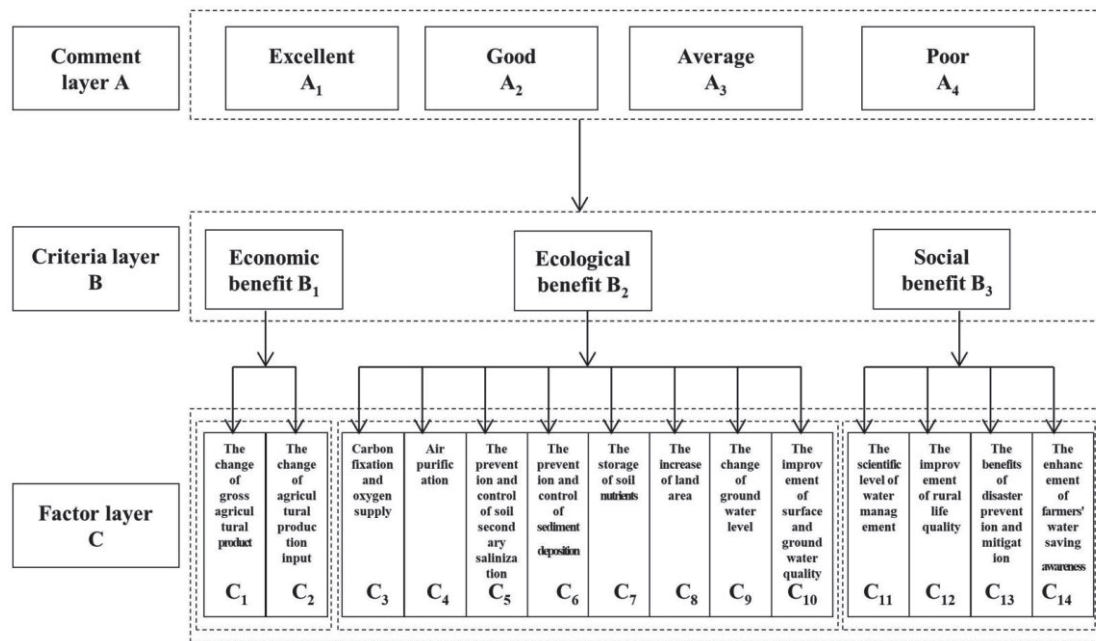 Comment
layer A
Excellent
A1
Good
A2
Average
A3
Poor
A4
Criteria layer
B
Economic
benefit B1
Ecological
benefit B2
Social
benefit B3
Factor layer
C
The
change
of
gross
agricul
tural
product
C1
The
change
of
agricul
tural
produc
tion
input
C2
Carbon
fixation
and
oxygen
supply
C3
Air
purific
ation
C4
The
prevent
ion and
control
of soil
second
ary
saliniza
tion
C5
The
prevent
ion and
control
of
sediment
deposition
C6
The
storage
of soil
nutrients
C7
The
increase
of land
area
C8
The
change
of
ground
water
level
C9
The
improv
ement
of
surface
and
ground
water
quality
C10
The
scientific
level of
water
manag
ement
C11
The
improv
ement
of rural
life
quality
C12
The
benefits
of
disaster
prevent
ion and
mitigat
ion
C13
The
enhanc
ement
of
farmers'
water
saving
awareness
C14